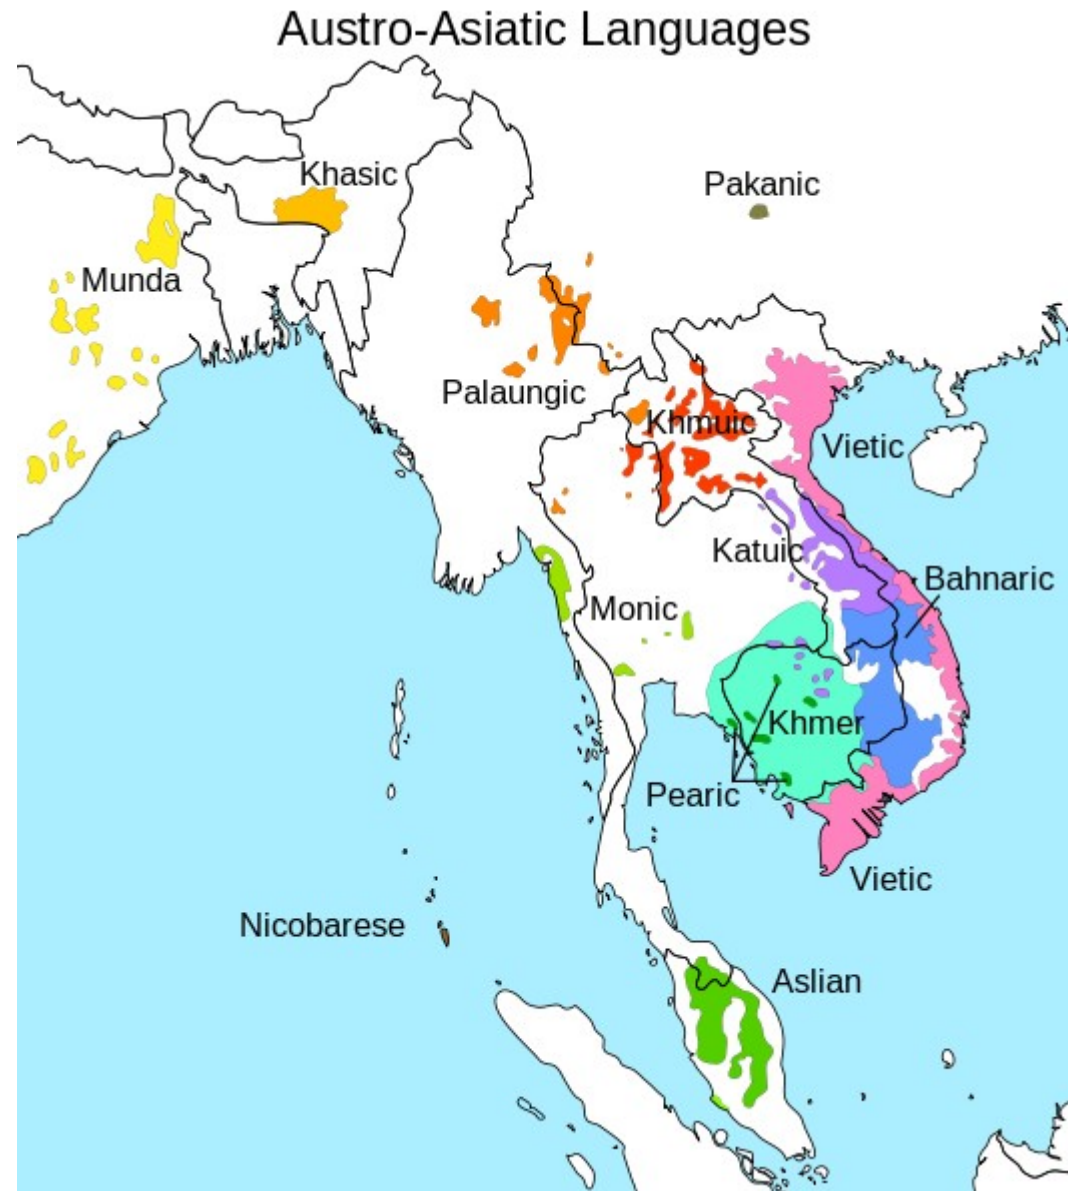 Austro-Asiatic Languages
Khasic
Pakanic
Munda
Palaungic
Khmuic
Vietic
Katuic
Bahnaric
Monic
Khmer
Pearic
Vietic
Nicobarese
Aslian